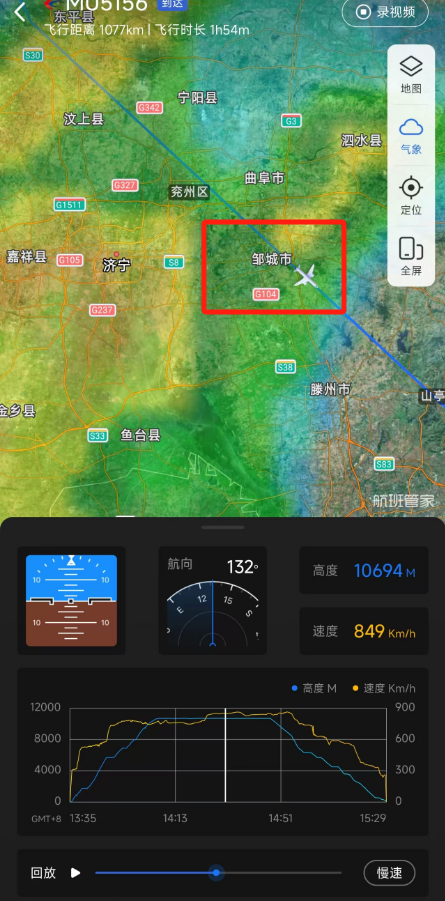 MU5156 到达
东平县
飞行距离 1077km | 飞行时长 1h54m
录视频
S30
G342
宁阳县
汶上县
G3
地图
泗水县
气象
G327
曲阜市
兖州区
G1511
定位
嘉祥县
G105
济宁
S8
邹城市
全屏
G104
G237
S38
滕州市
山亭
金乡县
S33
鱼台县
S83
航班管家
10 10
10 10
航向 132°
E 12 15 S
高度 10694 M
速度 849 Km/h
高度 M 速度 Km/h
12000 900
8000 600
4000 300
0 0
GMT+8 13:35 14:13 14:51 15:29
回放 慢速